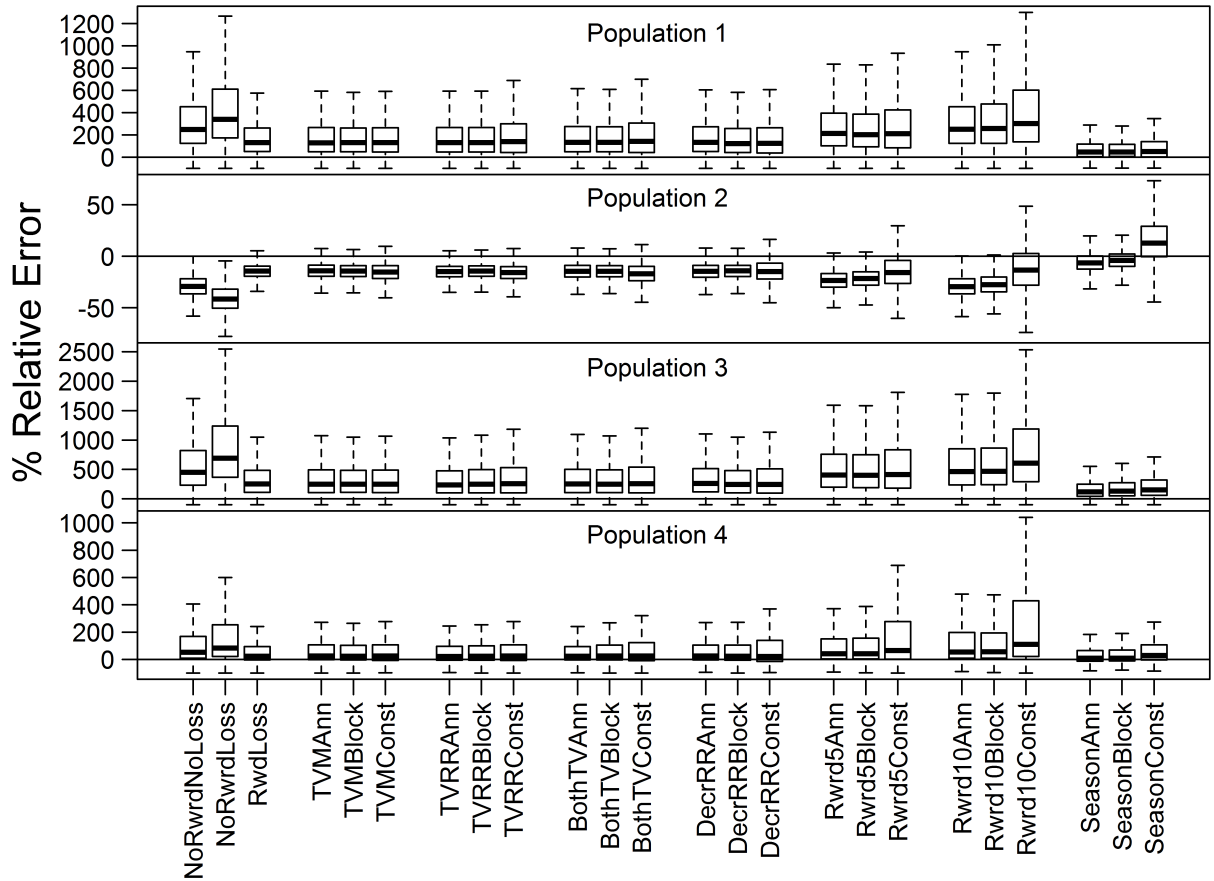 % Relative Error
Population 1
1200
1000
800
600
400
200
0
Population 2
50
0
-50
Population 3
2500
2000
1500
1000
500
0
Population 4
1000
800
600
400
200
0
NoRwrdNoLoss
NoRwrdLoss
RwdLoss
TVMAnn
TVMBlock
TVMConst
TVRRAnn
TVRRBlock
TVRRConst
BothTVAnn
BothTVBlock
BothTVConst
DecrRRAnn
DecrRRBlock
DecrRRConst
Rwrd5Ann
Rwrd5Block
Rwrd5Const
Rwrd10Ann
Rwrd10Block
Rwrd10Const
SeasonAnn
SeasonBlock
SeasonConst